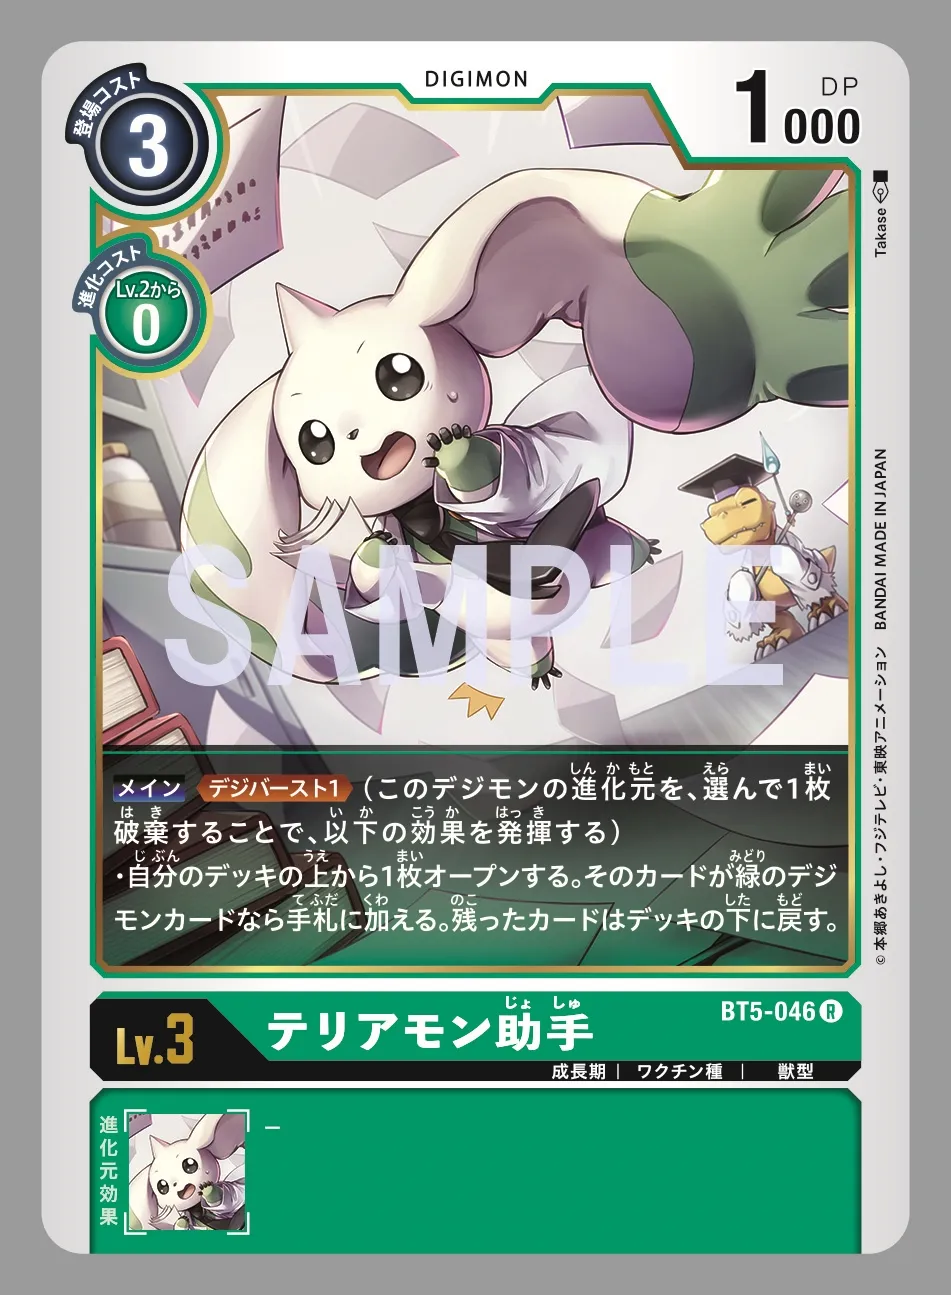 DIGIMON
登場コスト
3
DP
1000
進化コスト
Lv.2から
0
Takase
SAMPLE
メイン デジバースト1 (このデジモンの進化元を、選んで1枚
破棄することで、以下の効果を発揮する)
・自分のデッキの上から1枚オープンする。そのカードが緑のデジ
モンカードなら手札に加える。残ったカードはデッキの下に戻す。
©本郷あきよし・フジテレビ・東映アニメーション BANDAI MADE IN JAPAN
Lv.3
テリアモン助手
BT5-046 R
成長期 | ワクチン種 | 獣型
進化元効果
—